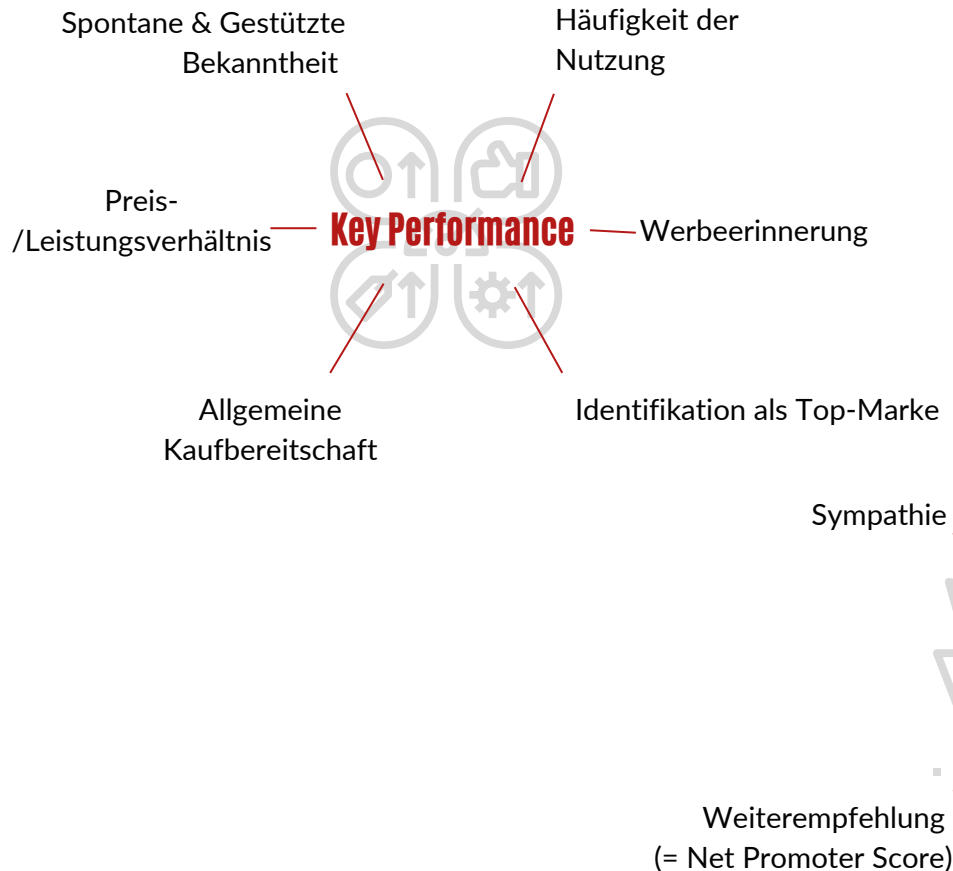 Spontane & Gestützte
Bekanntheit
Häufigkeit der
Nutzung
Preis-
/Leistungsverhältnis
Key Performance
Werbeerinnerung
Allgemeine
Kaufbereitschaft
Identifikation als Top-Marke
Sympathie
Weiterempfehlung
(= Net Promoter Score)